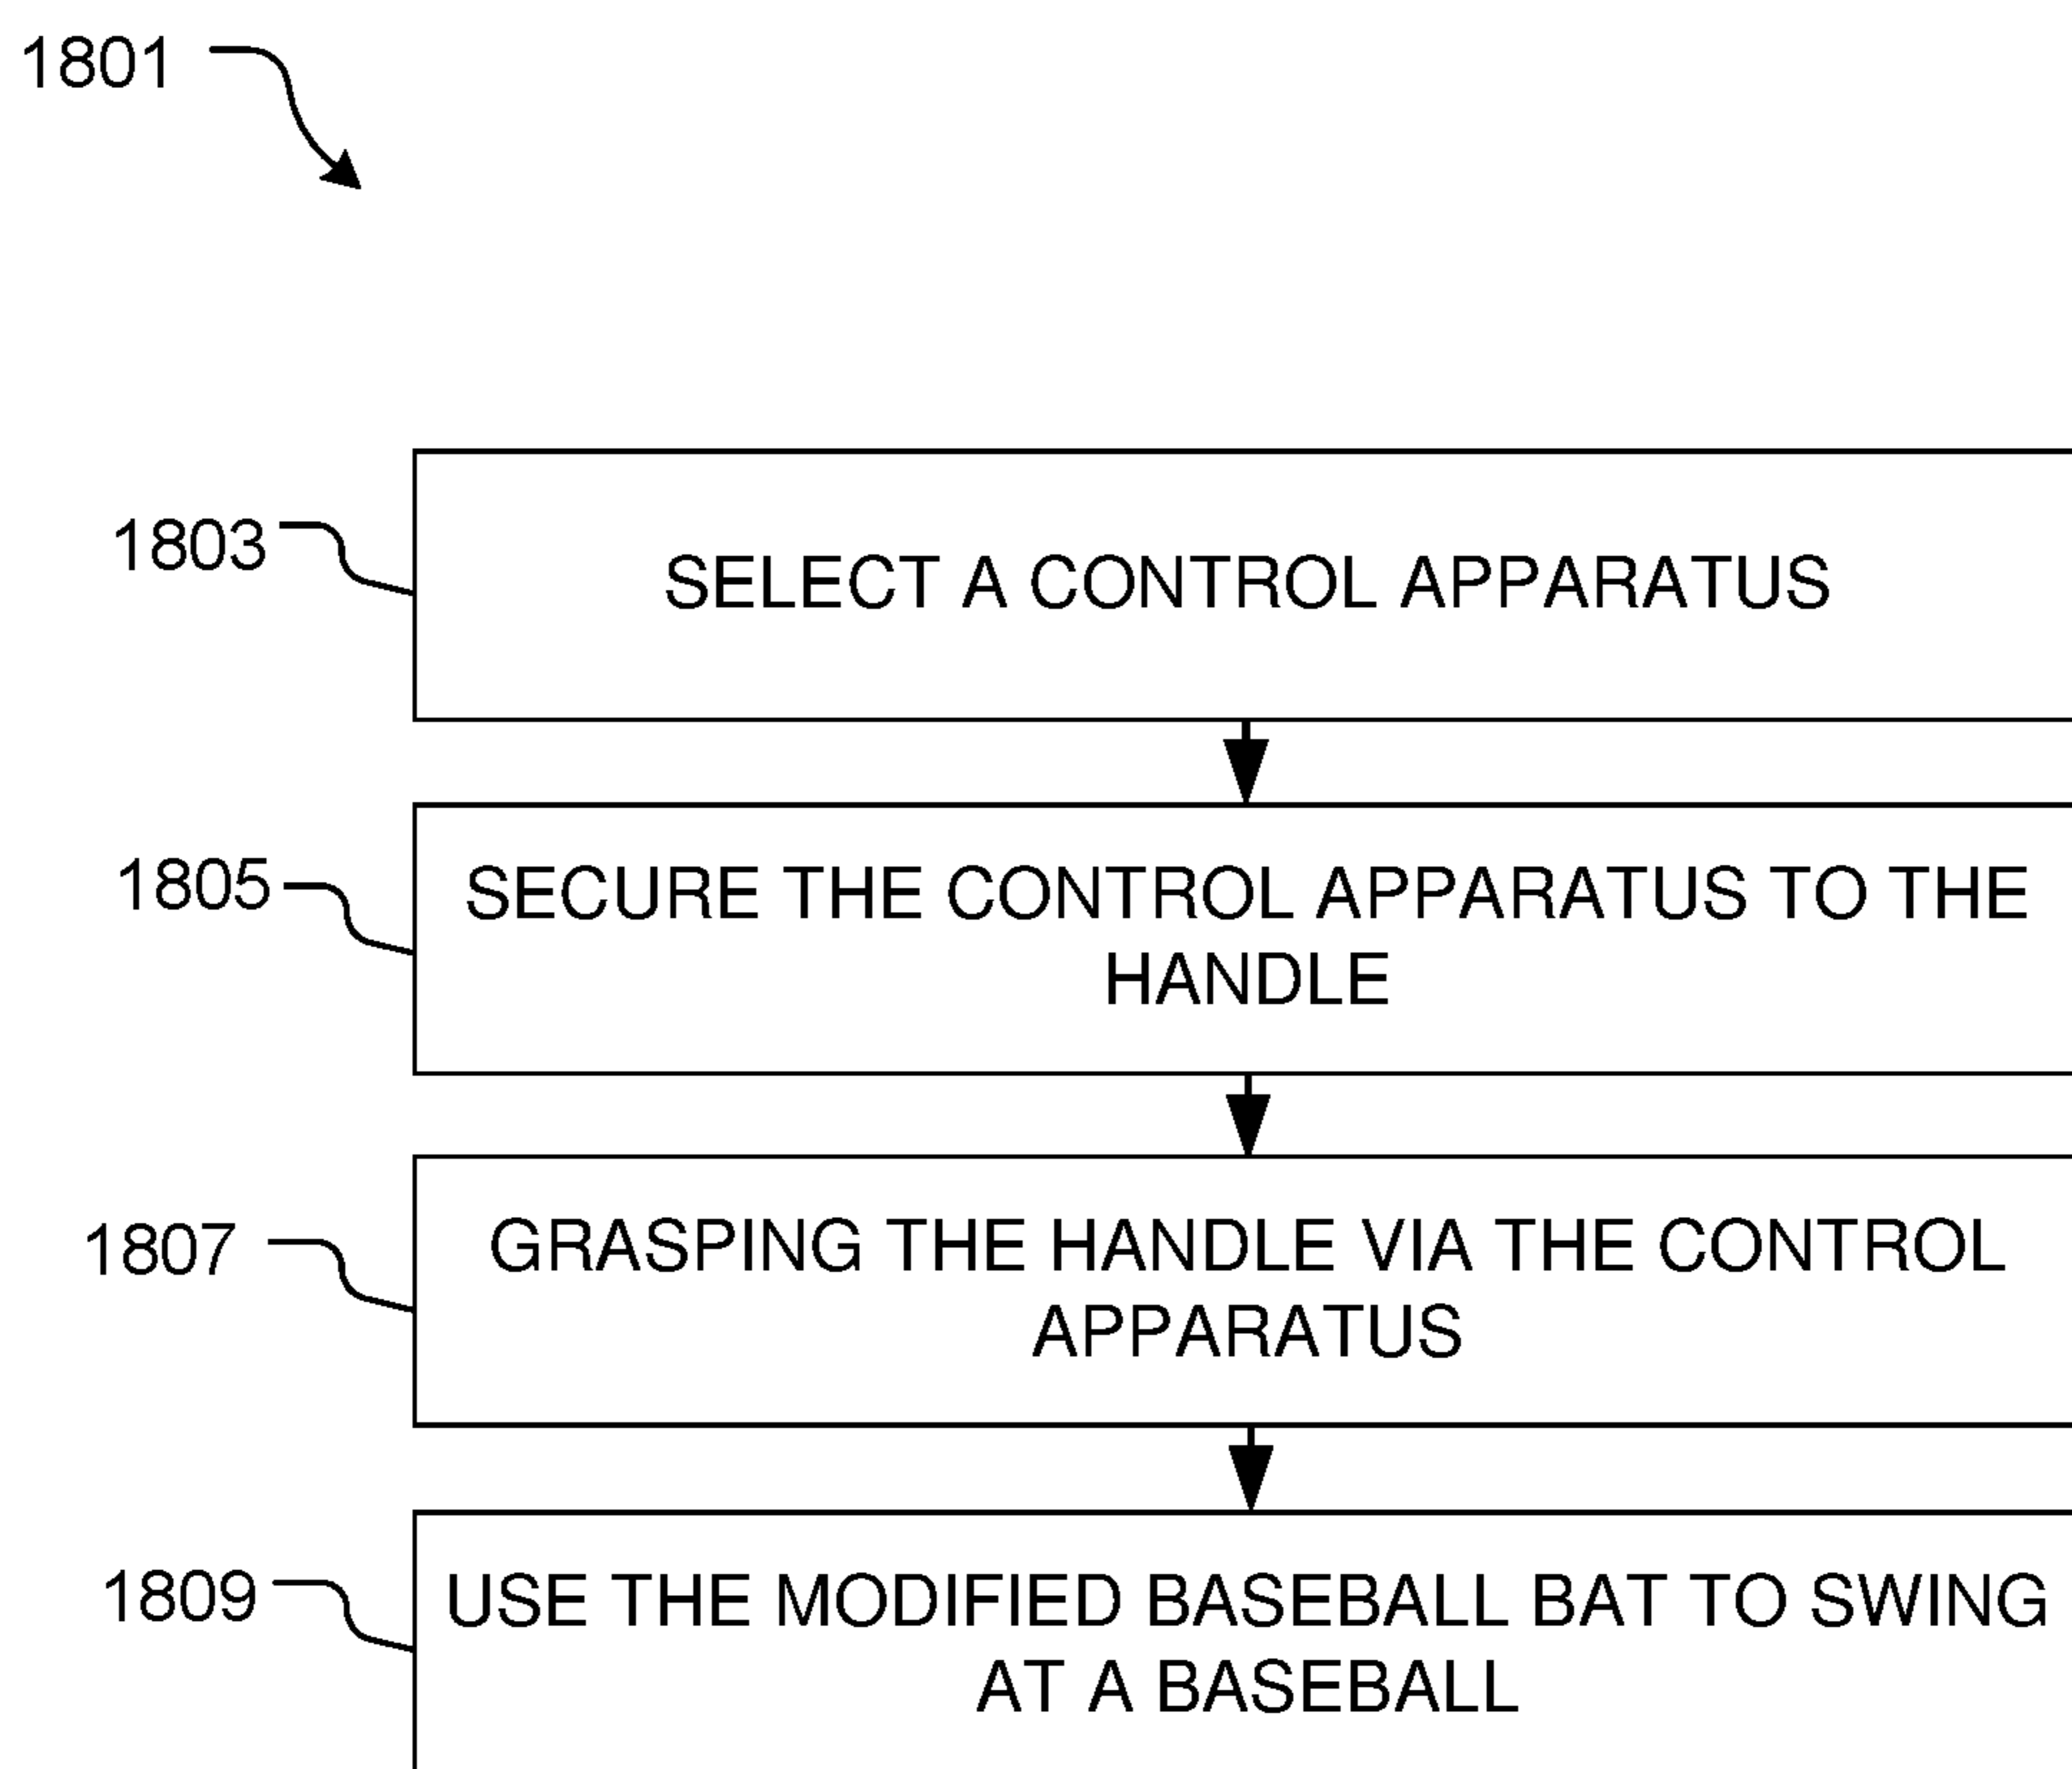 1801
1803
SELECT A CONTROL APPARATUS
1805
SECURE THE CONTROL APPARATUS TO THE
HANDLE
1807
GRASPING THE HANDLE VIA THE CONTROL
APPARATUS
1809
USE THE MODIFIED BASEBALL BAT TO SWING
AT A BASEBALL